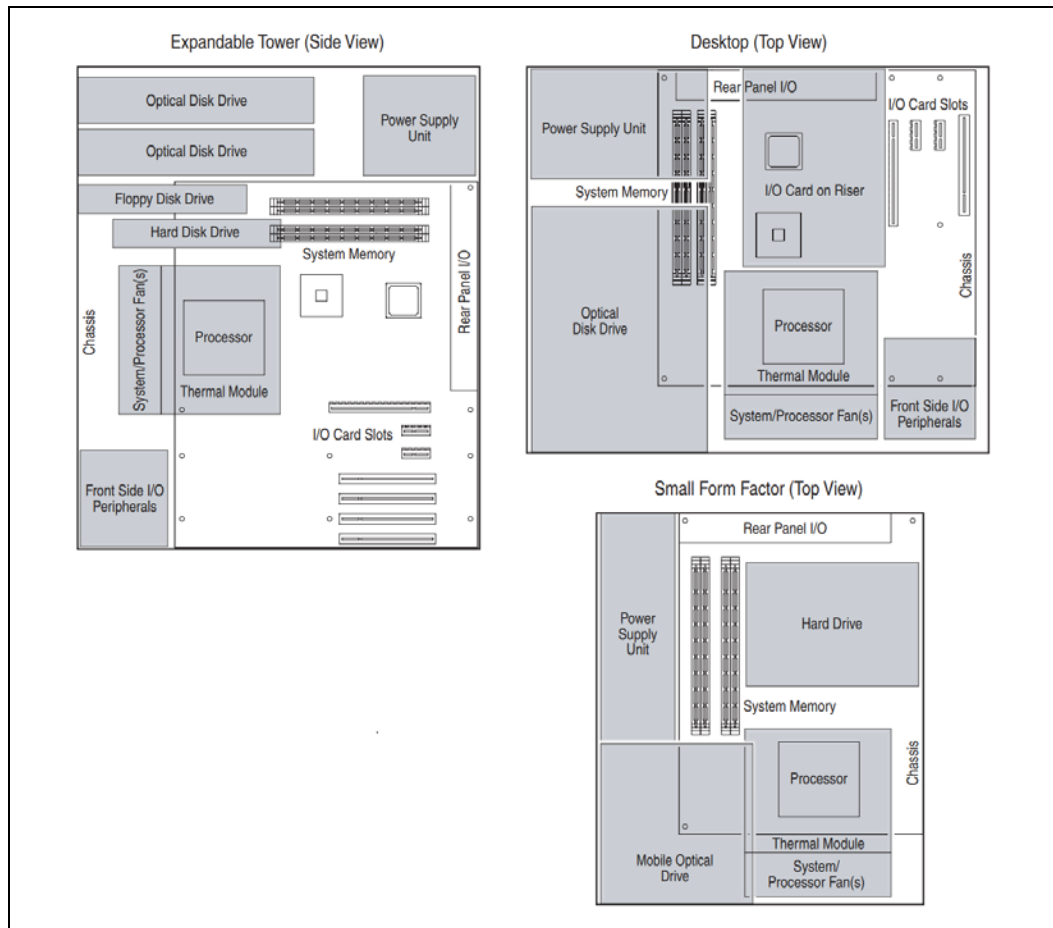 Expandable Tower (Side View)
Optical Disk Drive
Optical Disk Drive
Power Supply
Unit
Floppy Disk Drive
Hard Disk Drive
System Memory
Rear Panel I/O
Chassis
System/Processor Fan(s)
Processor
Thermal Module
I/O Card Slots
Front Side I/O
Peripherals
Desktop (Top View)
Rear Panel I/O
I/O Card Slots
Power Supply Unit
System Memory
I/O Card on Riser
Chassis
Optical
Disk Drive
Processor
Thermal Module
System/Processor Fan(s)
Front Side I/O
Peripherals
Small Form Factor (Top View)
Rear Panel I/O
Power
Supply
Unit
Hard Drive
System Memory
Chassis
Processor
Thermal Module
Mobile Optical
Drive
System/
Processor Fan(s)